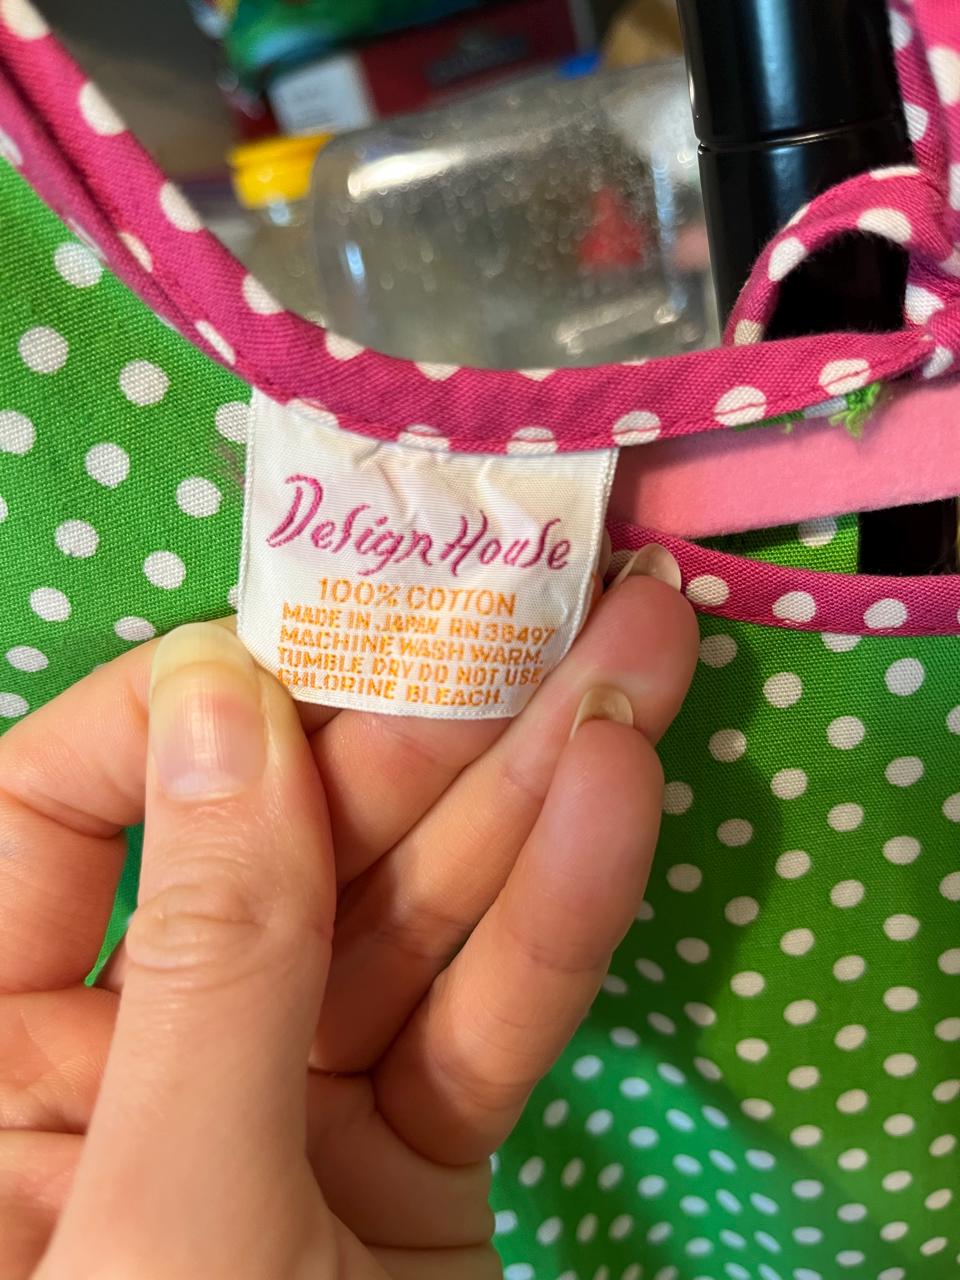 Design House
100% COTTON
MADE IN JAPAN RN 38497
MACHINE WASH WARM.
TUMBLE DRY DO NOT USE
CHLORINE BLEACH.